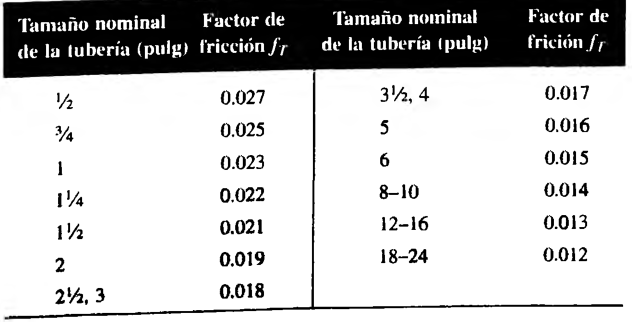 Tamaño nominal Factor de Tamaño nominal Factor de
de la tubería (pulg) fricción fT de la tubería (pulg) frición fT
½ 0.027 3½, 4 0.017
¾ 0.025 5 0.016
1 0.023 6 0.015
1¼ 0.022 8–10 0.014
1½ 0.021 12–16 0.013
2 0.019 18–24 0.012
2½, 3 0.018